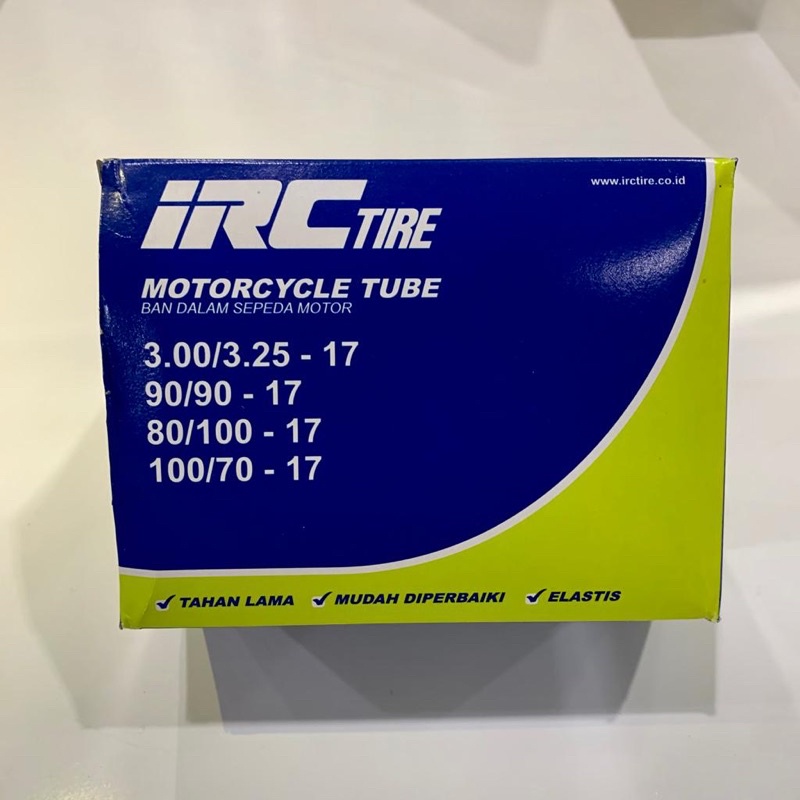 iRC TIRE
www.irctire.co.id
MOTORCYCLE TUBE
BAN DALAM SEPEDA MOTOR
3.00/3.25 - 17
90/90 - 17
80/100 - 17
100/70 - 17
TAHAN LAMA MUDAH DIPERBAIKI ELASTIS